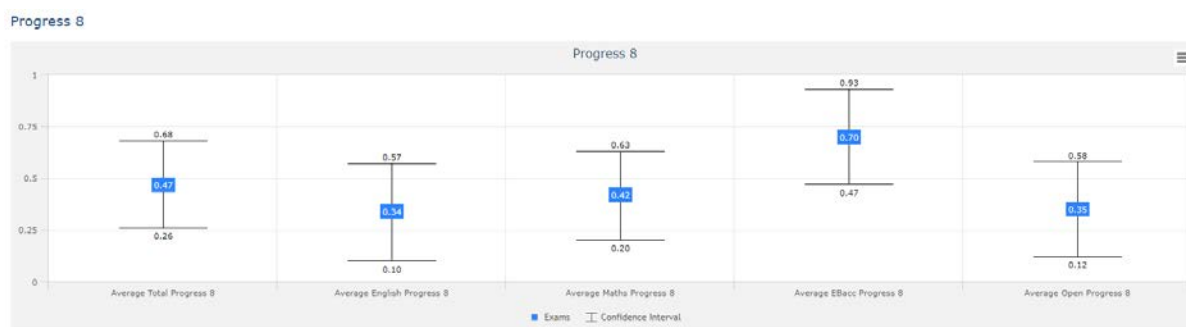 Progress 8
Progress 8
1
0.75
0.5
0.25
0
0.68
0.47
0.26
0.57
0.34
0.10
0.63
0.42
0.20
0.93
0.70
0.47
0.58
0.35
0.12
Average Total Progress 8
Average English Progress 8
Average Maths Progress 8
Average EBacc Progress 8
Average Open Progress 8
Exams
Confidence Interval